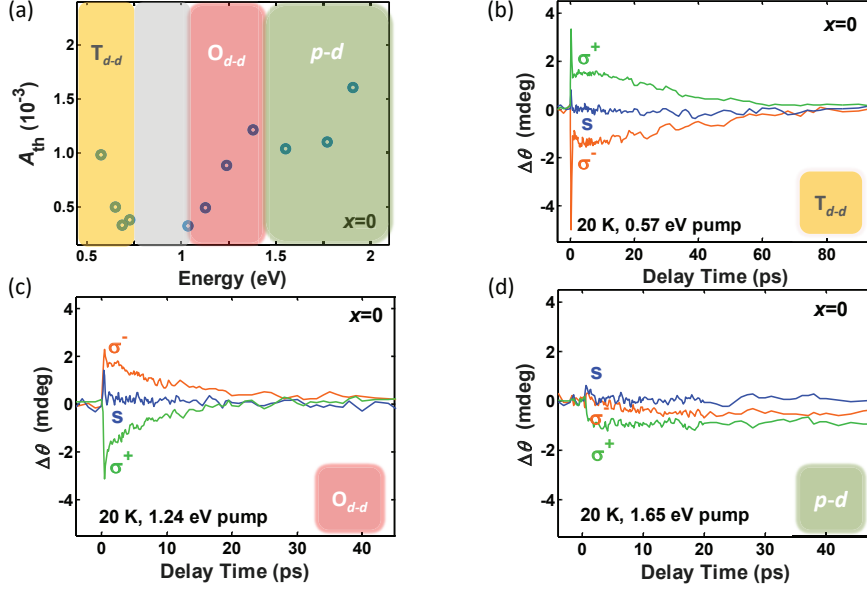 (a)
T_d-d
O_d-d
p-d
A_th (10^-3)
2
1.5
1
0.5
x=0
0.5 1 1.5 2
Energy (eV)
(b)
x=0
σ+
S
σ-
Δθ (mdeg)
4
2
0
-2
-4
20 K, 0.57 eV pump
T_d-d
0 20 40 60 80
Delay Time (ps)
(c)
x=0
σ-
S
σ+
Δθ (mdeg)
4
2
0
-2
-4
20 K, 1.24 eV pump
O_d-d
0 10 20 30 40
Delay Time (ps)
(d)
x=0
S
σ-
σ+
Δθ (mdeg)
4
2
0
-2
-4
20 K, 1.65 eV pump
p-d
0 10 20 30 40
Delay Time (ps)